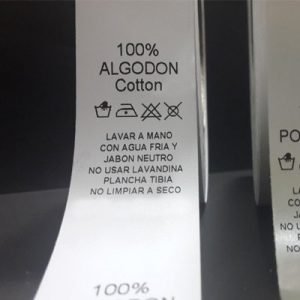 100%
ALGODON
Cotton
LAVAR A MANO
CON AGUA FRIA Y
JABON NEUTRO
NO USAR LAVANDINA
PLANCHA TIBIA
NO LIMPIAR A SECO
100%